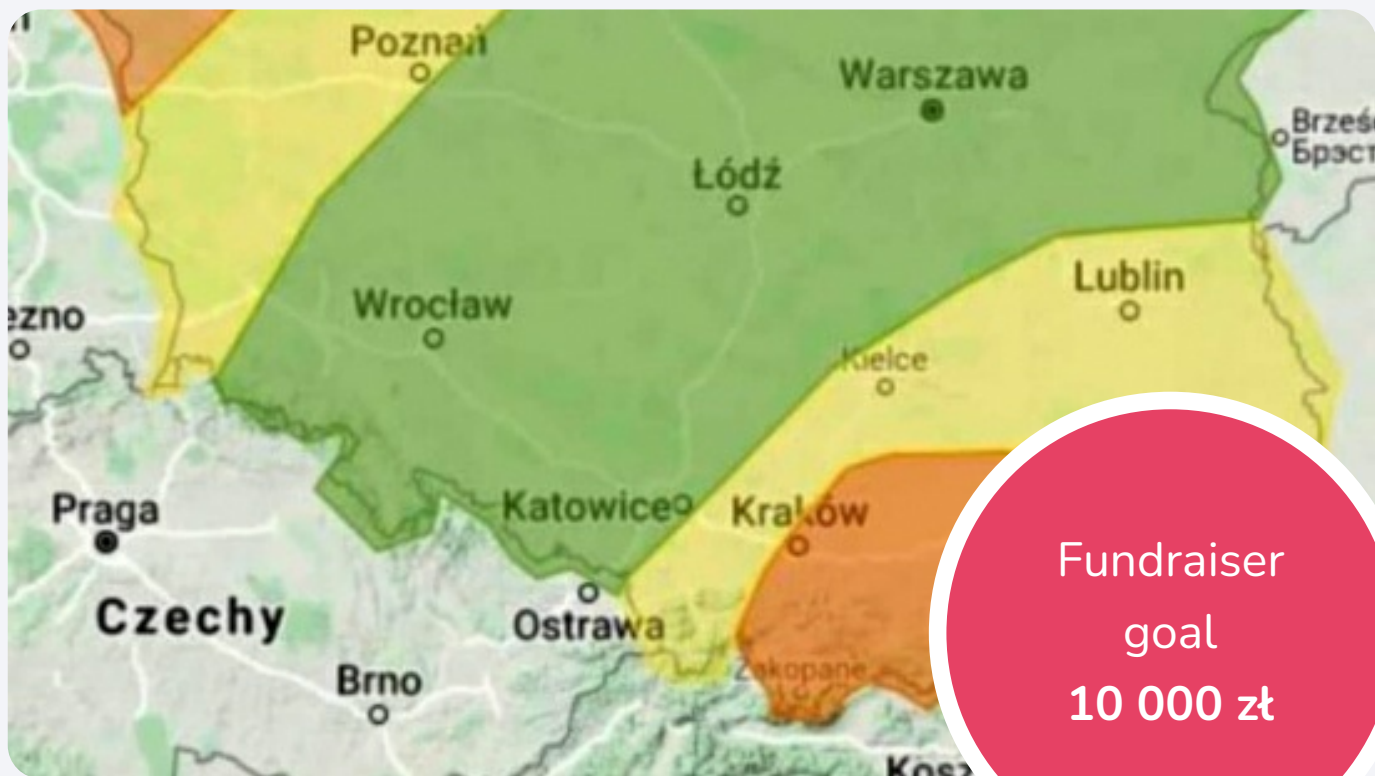 Poznań
Warszawa
Brześć
Брэст
Łódź
Lublin
Wrocław
Kielce
Katowice
Kraków
Praga
Czechy
Ostrawa
Zakopane
Brno
Fundraiser
goal
10 000 zł